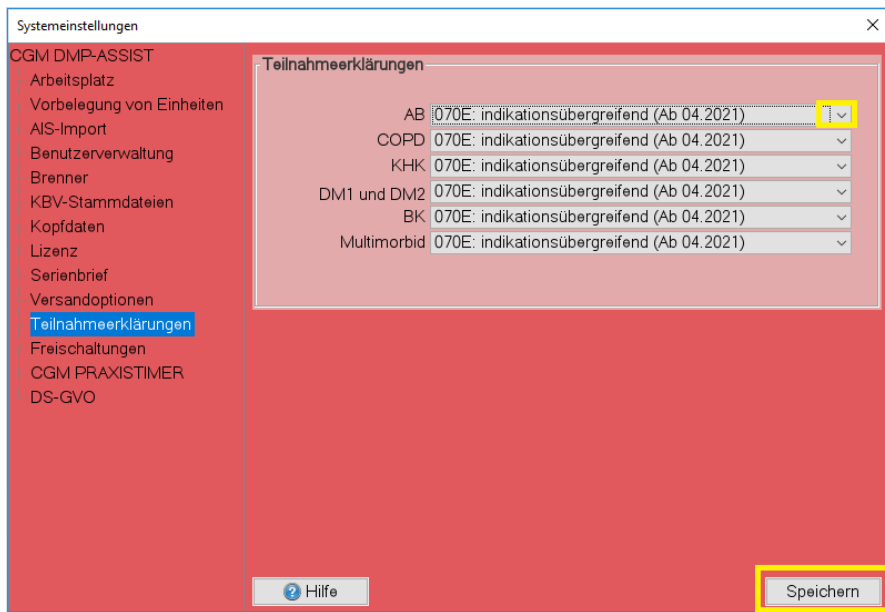 Systemeinstellungen
CGM DMP-ASSIST
Arbeitsplatz
Vorbelegung von Einheiten
AIS-Import
Benutzerverwaltung
Brenner
KBV-Stammdateien
Kopfdaten
Lizenz
Serienbrief
Versandoptionen
Teilnahmeerklärungen
Freischaltungen
CGM PRAXISTIMER
DS-GVO
Teilnahmeerklärungen
AB 070E: indikationsübergreifend (Ab 04.2021)
COPD 070E: indikationsübergreifend (Ab 04.2021)
KHK 070E: indikationsübergreifend (Ab 04.2021)
DM1 und DM2 070E: indikationsübergreifend (Ab 04.2021)
BK 070E: indikationsübergreifend (Ab 04.2021)
Multimorbid 070E: indikationsübergreifend (Ab 04.2021)
Hilfe
Speichern